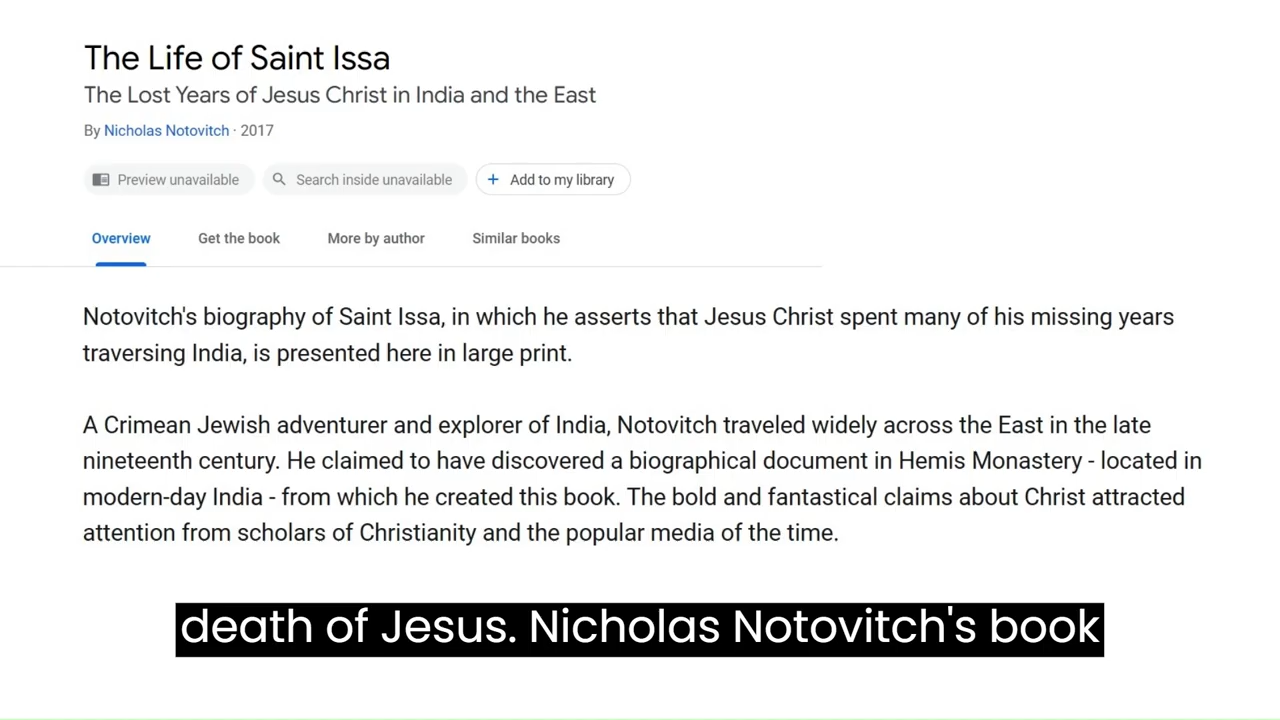 The Life of Saint Issa
The Lost Years of Jesus Christ in India and the East
By Nicholas Notovitch · 2017
Preview unavailable Search inside unavailable + Add to my library
Overview Get the book More by author Similar books
Notovitch's biography of Saint Issa, in which he asserts that Jesus Christ spent many of his missing years
traversing India, is presented here in large print.
A Crimean Jewish adventurer and explorer of India, Notovitch traveled widely across the East in the late
nineteenth century. He claimed to have discovered a biographical document in Hemis Monastery - located in
modern-day India - from which he created this book. The bold and fantastical claims about Christ attracted
attention from scholars of Christianity and the popular media of the time.
death of Jesus. Nicholas Notovitch's book